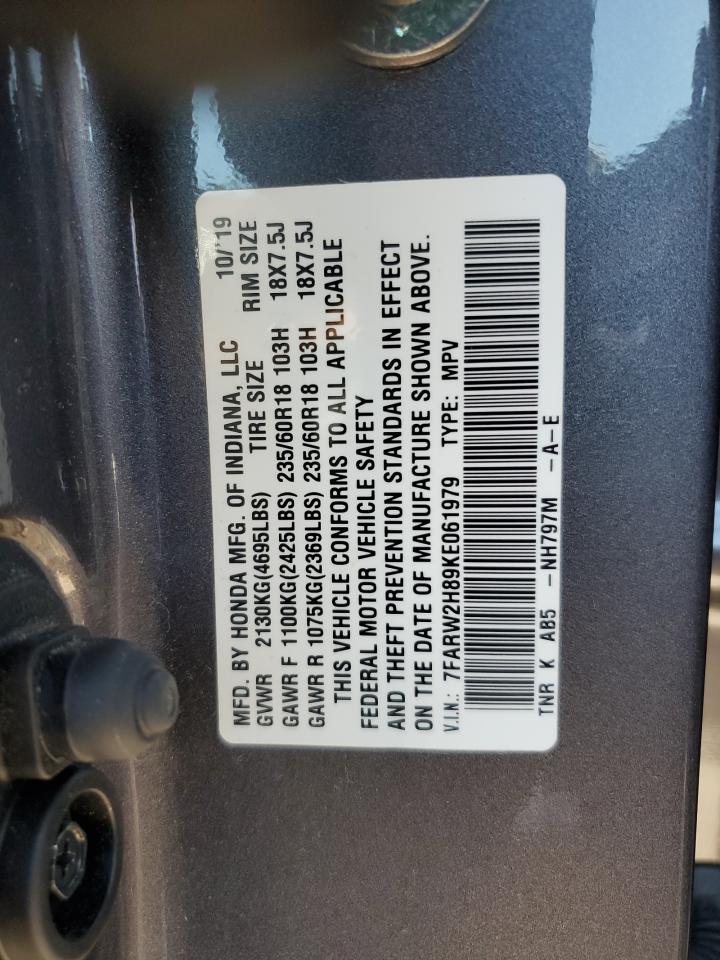 MFD. BY HONDA MFG. OF INDIANA, LLC 10/19
GVWR 2130KG(4695LBS) TIRE SIZE RIM SIZE
GAWR F 1100KG(2425LBS) 235/60R18 103H 18X7.5J
GAWR R 1075KG(2369LBS) 235/60R18 103H 18X7.5J
THIS VEHICLE CONFORMS TO ALL APPLICABLE
FEDERAL MOTOR VEHICLE SAFETY
AND THEFT PREVENTION STANDARDS IN EFFECT
ON THE DATE OF MANUFACTURE SHOWN ABOVE.
V.I.N.: 7FARW2H89KE061979 TYPE: MPV
TNR K AB5 -NH797M -A-E